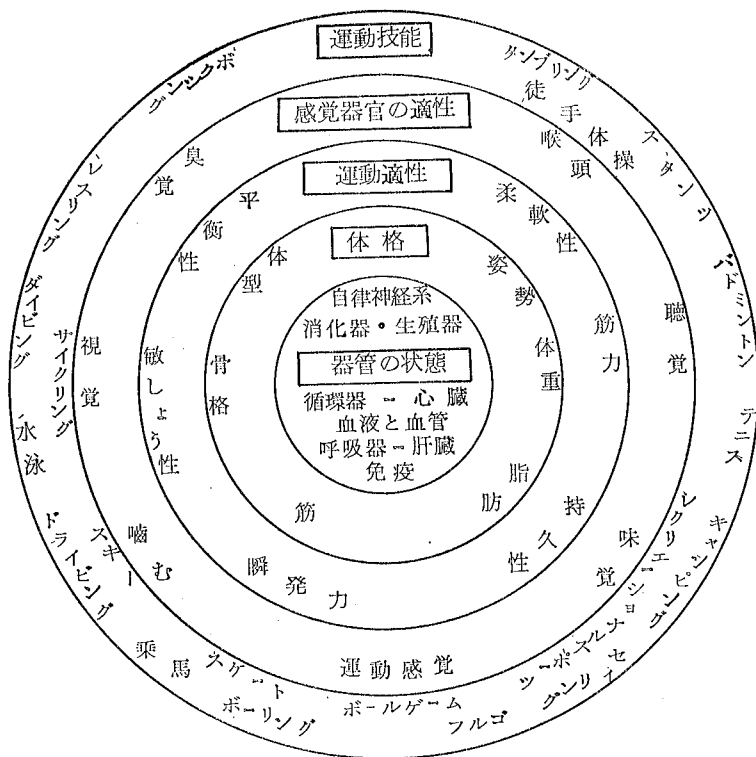 運動技能
タンブリング
徒手体操
スタンツ
バドミントン
テニス
キャンピング
レクリエーショナルスポーツ
セイリング
ゴルフ
ボールゲーム
ボーリング
スケート
乗馬
ドライビング
スキー
水泳
サイクリング
ダイビング
レスリング
ボクシング
感覚器官の適性
喉頭
聴覚
味覚
運動感覚
嚙む
視覚
臭覚
運動適性
柔軟性
筋力
持久性
瞬発力
敏しょう性
平衡性
体格
姿勢
体重
脂肪
筋
骨格
体型
自律神経系
消化器・生殖器
器管の状態
循環器－心臓
血液と血管
呼吸器－肝臓
免疫